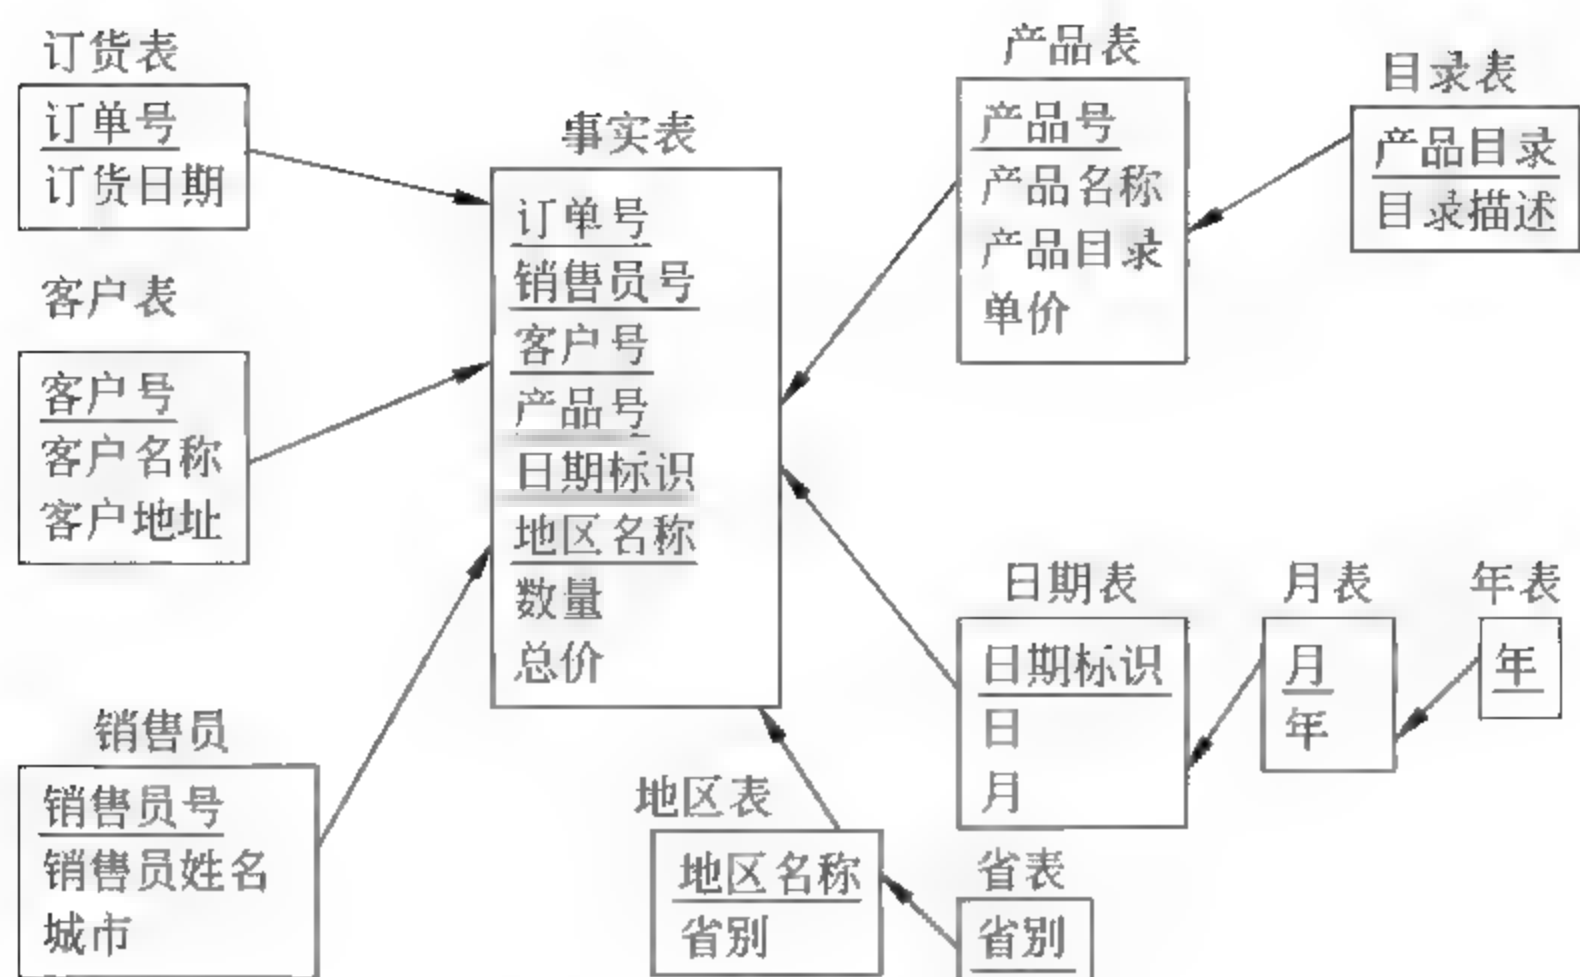 订货表
订单号
订货日期
客户表
客户号
客户名称
客户地址
销售员
销售员号
销售员姓名
城市
事实表
订单号
销售员号
客户号
产品号
日期标识
地区名称
数量
总价
产品表
产品号
产品名称
产品目录
单价
目录表
产品目录
目录描述
日期表
日期标识
日
月
月表
月
年
年表
年
地区表
地区名称
省别
省表
省别